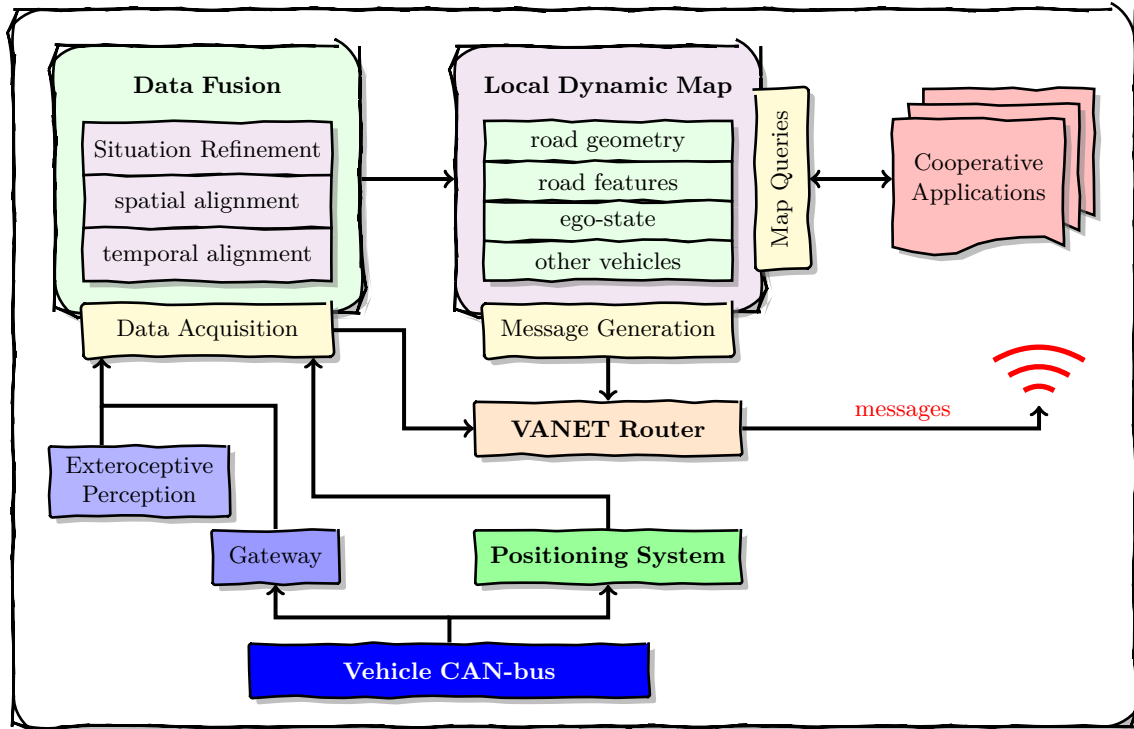 Data Fusion
Situation Refinement
spatial alignment
temporal alignment
Data Acquisition
Local Dynamic Map
road geometry
road features
ego-state
other vehicles
Message Generation
Map Queries
Cooperative
Applications
VANET Router
messages
Exteroceptive
Perception
Gateway
Positioning System
Vehicle CAN-bus